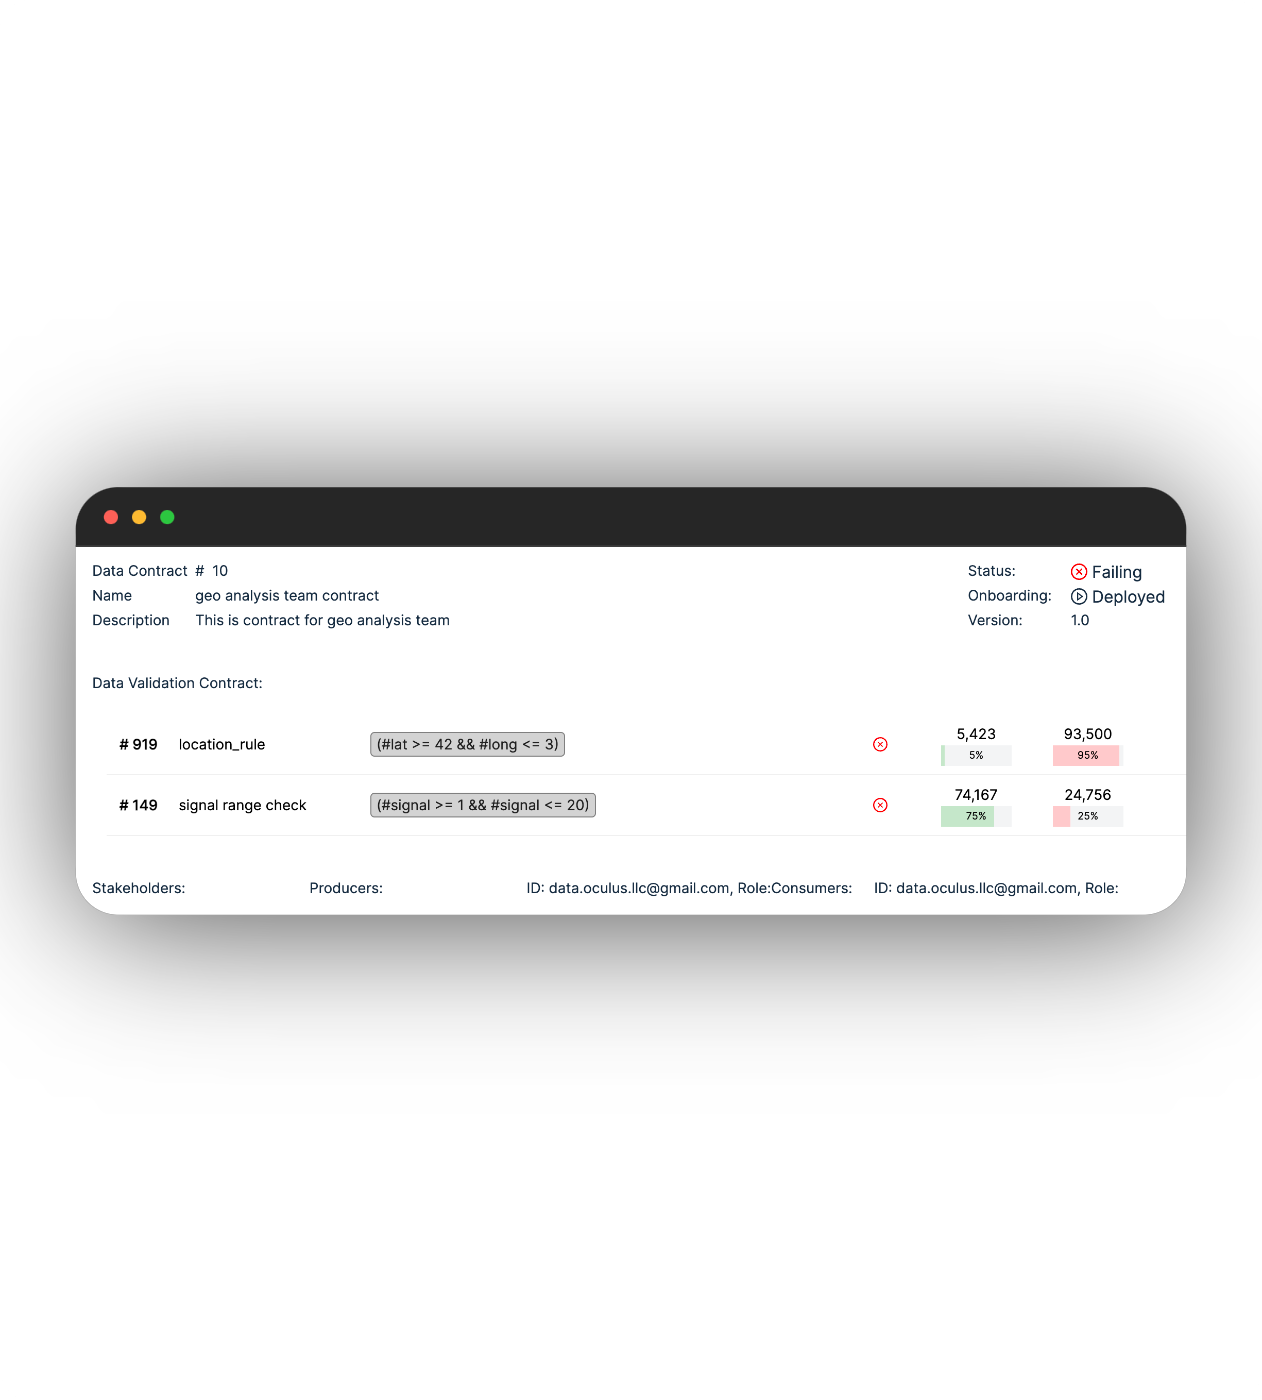 Data Contract # 10
Name geo analysis team contract
Description This is contract for geo analysis team
Status: Failing
Onboarding: Deployed
Version: 1.0
Data Validation Contract:
# 919 location_rule (#lat >= 42 && #long <= 3) 5,423 93,500
5% 95%
# 149 signal range check (#signal >= 1 && #signal <= 20) 74,167 24,756
75% 25%
Stakeholders: Producers: ID: data.oculus.llc@gmail.com, Role:Consumers: ID: data.oculus.llc@gmail.com, Role: